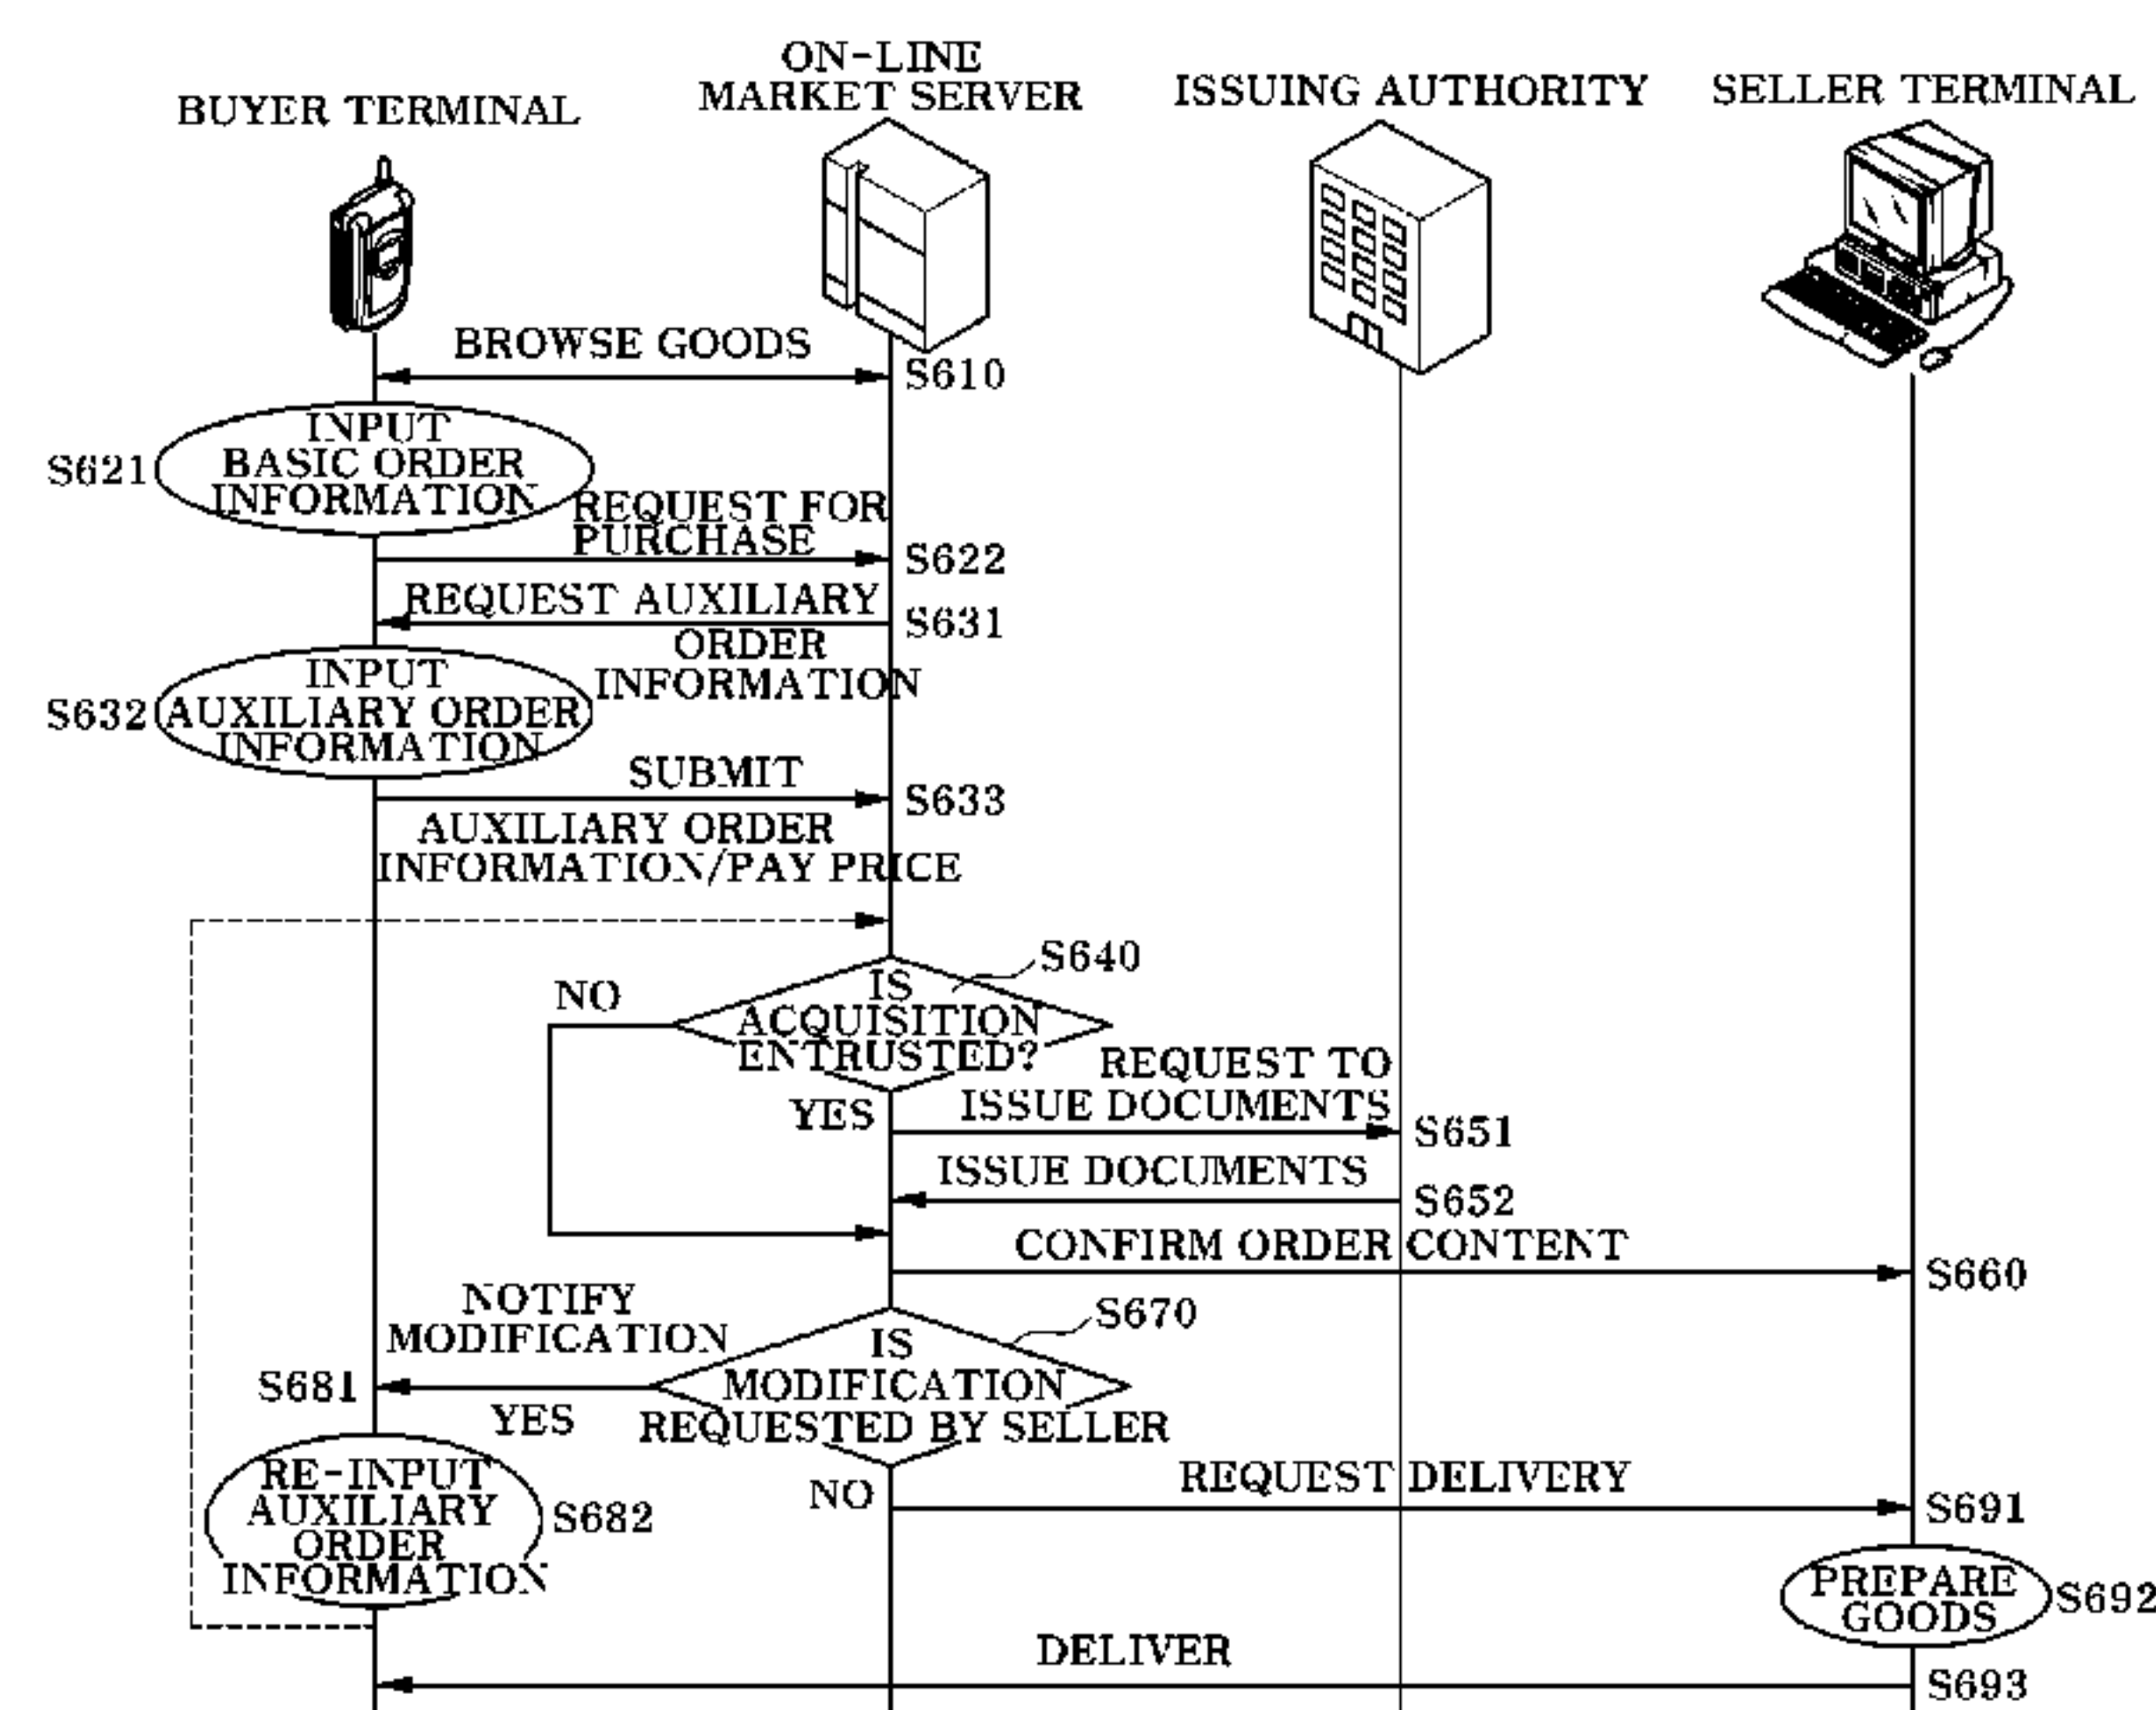 ON-LINE
MARKET SERVER
BUYER TERMINAL
ISSUING AUTHORITY
SELLER TERMINAL
BROWSE GOODS
S610
INPUT
BASIC ORDER
INFORMATION
S621
REQUEST FOR
PURCHASE
S622
REQUEST AUXILIARY
S631
ORDER
INFORMATION
INPUT
AUXILIARY ORDER
INFORMATION
S632
SUBMIT
S633
AUXILIARY ORDER
INFORMATION/PAY PRICE
S640
IS
ACQUISITION
ENTRUSTED?
NO
YES
REQUEST TO
ISSUE DOCUMENTS
S651
ISSUE DOCUMENTS
S652
CONFIRM ORDER CONTENT
S660
NOTIFY
MODIFICATION
S670
IS
MODIFICATION
REQUESTED BY SELLER
S681
YES
NO
RE-INPUT
AUXILIARY
ORDER
INFORMATION
S682
REQUEST DELIVERY
S691
PREPARE
GOODS
S692
DELIVER
S693